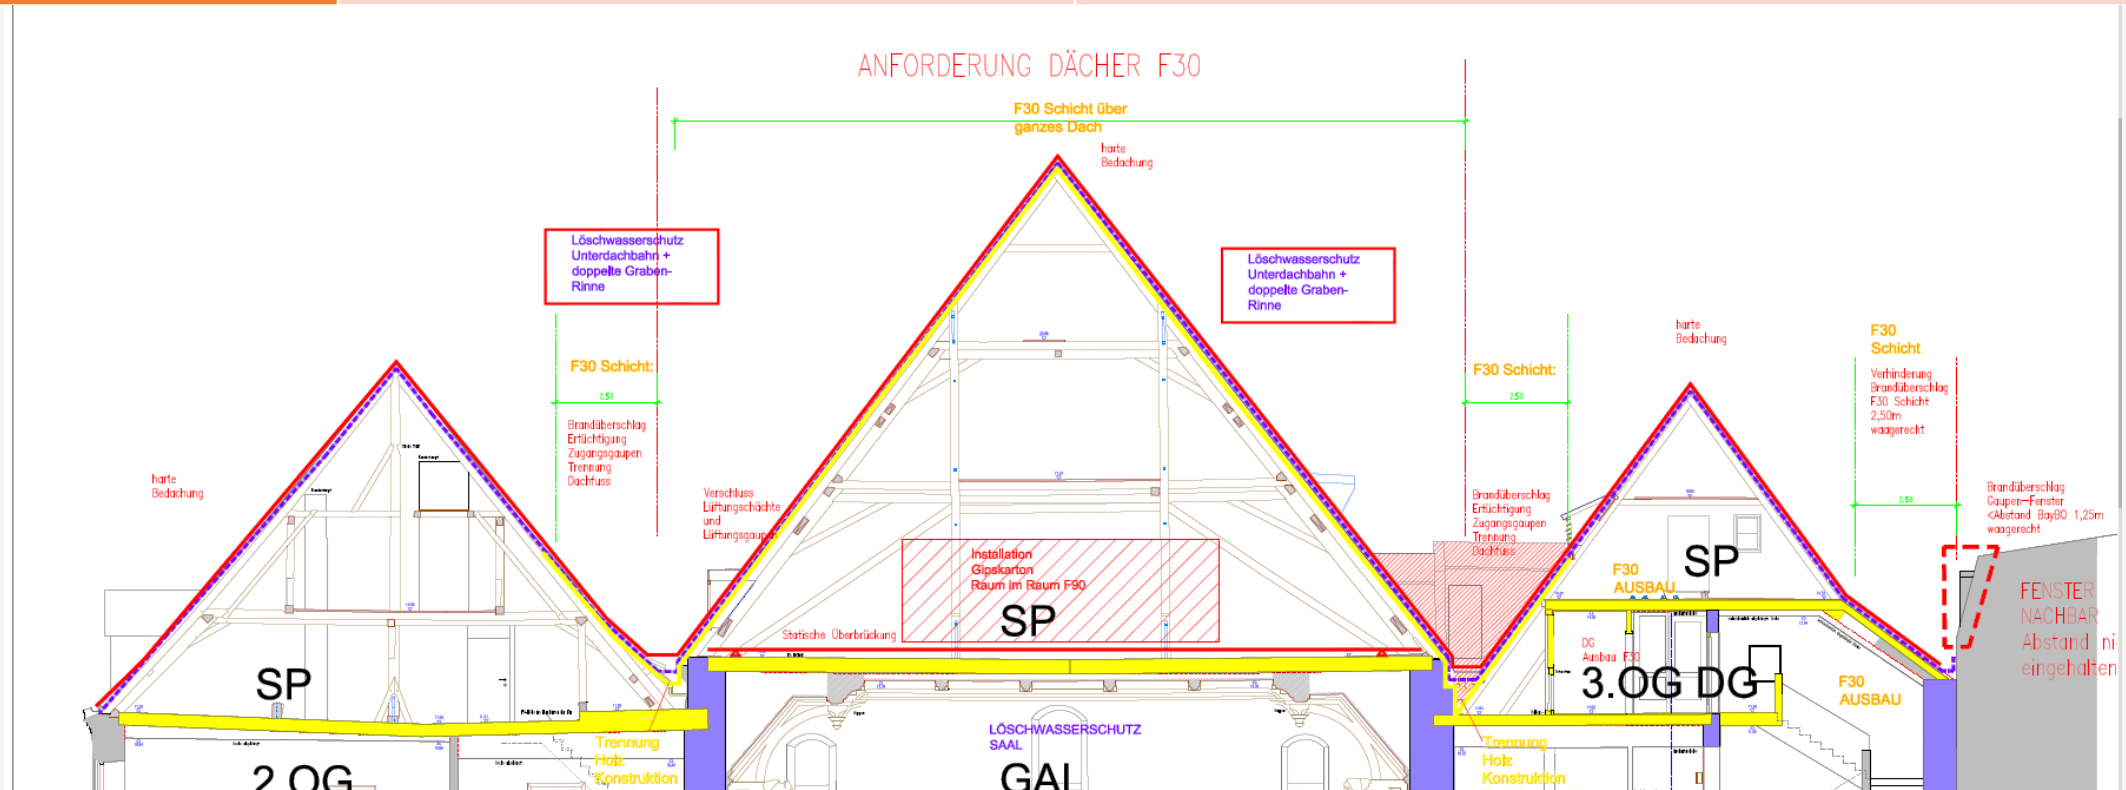 ANFORDERUNG DÄCHER F30
F30 Schicht über
ganzes Dach
harte
Bedachung
Löschwasserschutz
Unterdachbahn +
doppelte Graben-
Rinne
Löschwasserschutz
Unterdachbahn +
doppelte Graben-
Rinne
F30 Schicht:
2.50
Brandüberschlag
Ertüchtigung
Zugangsgaupen
Trennung
Dachfuss
F30 Schicht:
2.50
Brandüberschlag
Ertüchtigung
Zugangsgaupen
Trennung
Dachfuss
harte
Bedachung
F30
Schicht
Verhinderung
Brandüberschlag
F30 Schicht
2,50m
waagerecht
2.50
Brandüberschlag
Gaupen-Fenster
<Abstand BayBO 1,25m
waagerecht
harte
Bedachung
Verschluss
Lüftungsschächte
und
Lüftungsgaupen
Installation
Gipskarton
Raum im Raum F90
SP
Statische Überbrückung
SP
SP
F30
AUSBAU
DG
Ausbau F30
3.OG DG
F30
AUSBAU
FENSTER
NACHBAR
Abstand ni
eingehalten
Trennung
Holz
Konstruktion
LÖSCHWASSERSCHUTZ
SAAL
GAL
2.OG
Trennung
Holz
Konstruktion